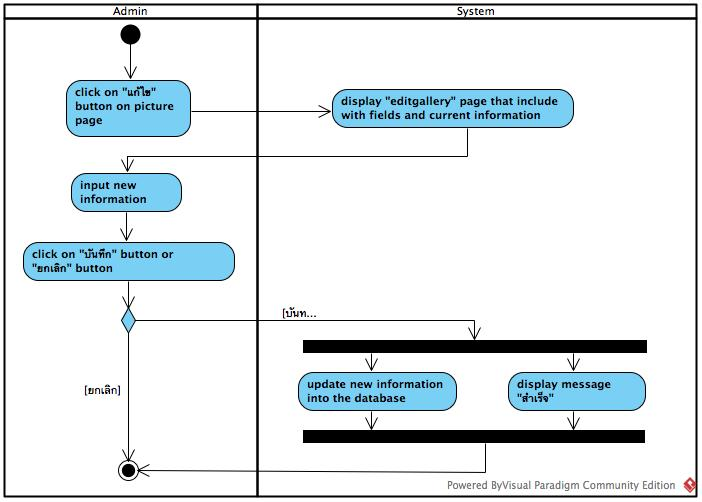 Admin
System
click on "แก้ไข"
button on picture
page
display "editgallery" page that include
with fields and current information
input new
information
click on "บันทึก" button or
"ยกเลิก" button
[บันท...
[ยกเลิก]
update new information
into the database
display message
"สำเร็จ"
Powered ByVisual Paradigm Community Edition